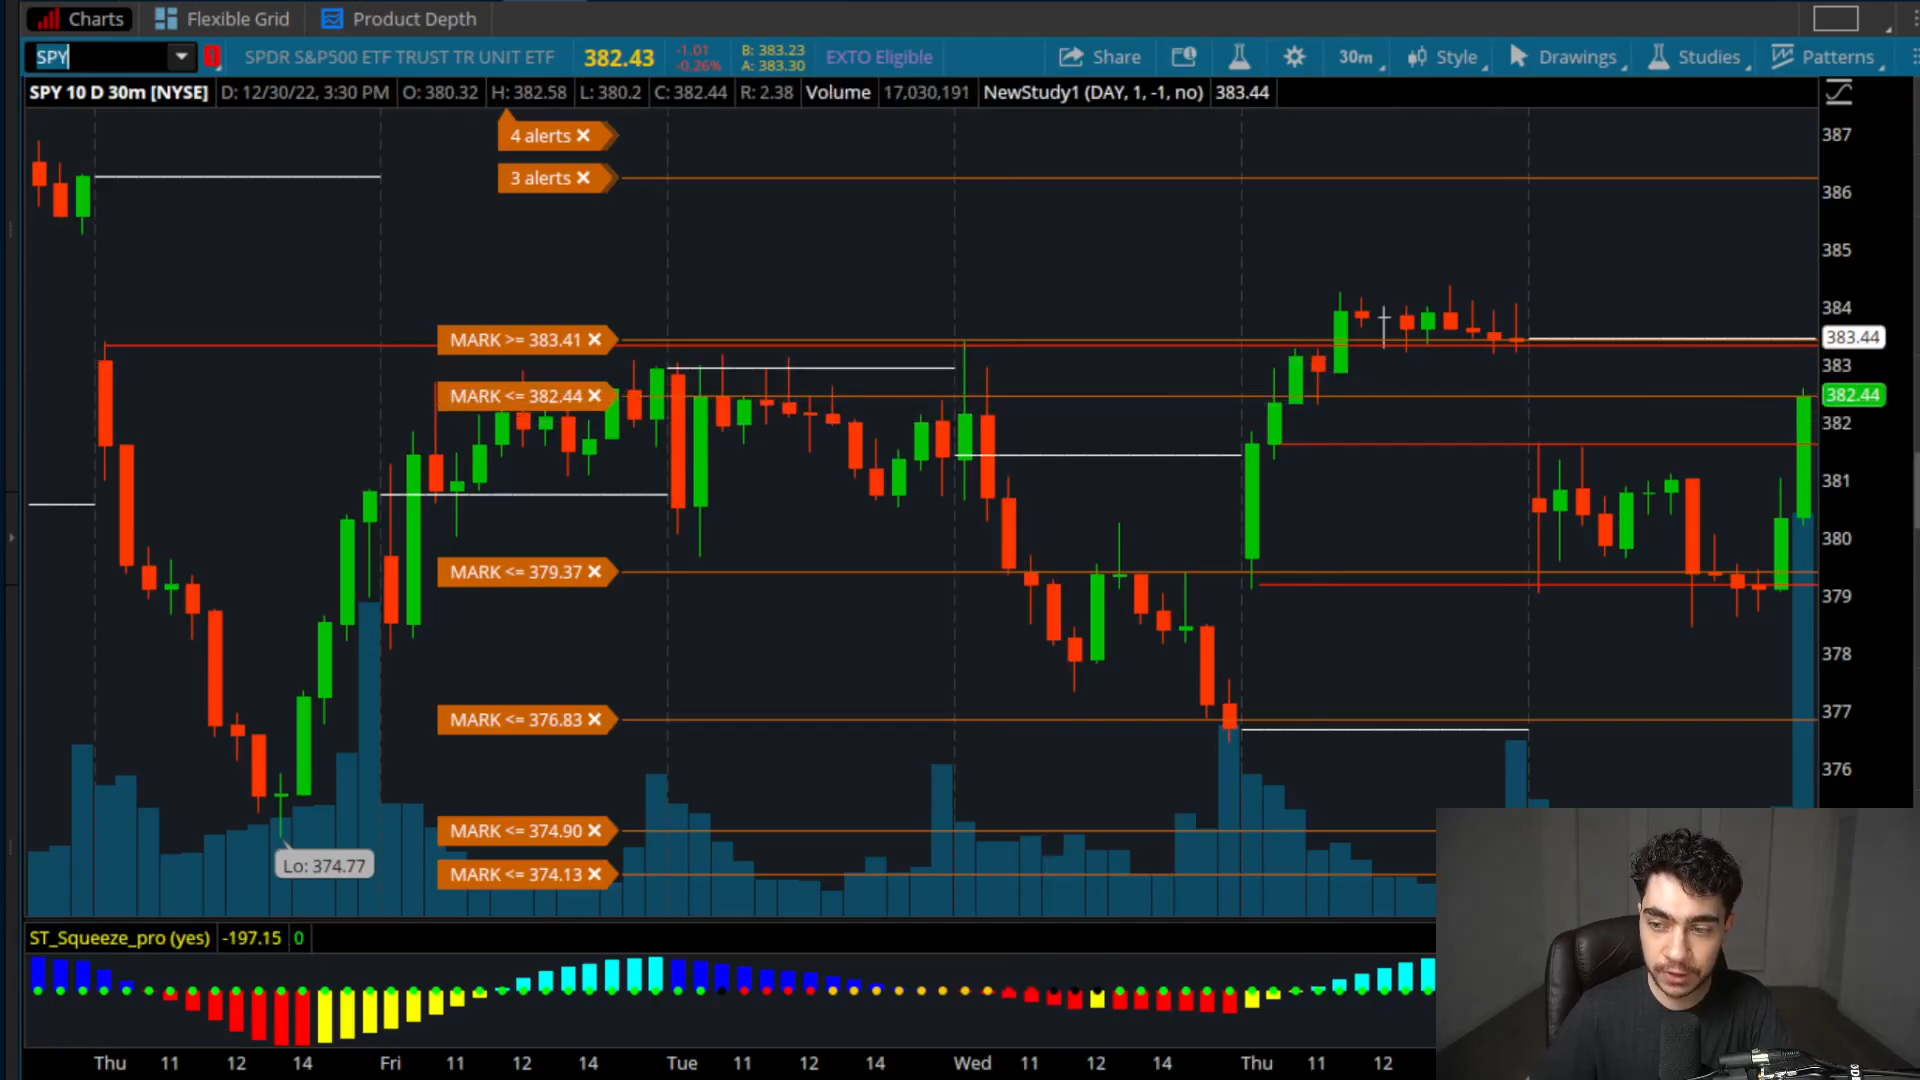 Charts Flexible Grid Product Depth
SPY SPDR S&P500 ETF TRUST TR UNIT ETF 382.43 -1.01 -0.26% B: 383.23 A: 383.30 EXTO Eligible Share 30m Style Drawings Studies Patterns
SPY 10 D 30m [NYSE] D: 12/30/22, 3:30 PM O: 380.32 H: 382.58 L: 380.2 C: 382.44 R: 2.38 Volume 17,030,191 NewStudy1 (DAY, 1, -1, no) 383.44
4 alerts
387
3 alerts
386
385
384
MARK >= 383.41
383.44
383
MARK <= 382.44
382.44
382
381
380
MARK <= 379.37
379
378
MARK <= 376.83
377
376
MARK <= 374.90
Lo: 374.77
MARK <= 374.13
ST_Squeeze_pro (yes) -197.15 0
Thu 11 12 14 Fri 11 12 14 Tue 11 12 14 Wed 11 12 14 Thu 11 12